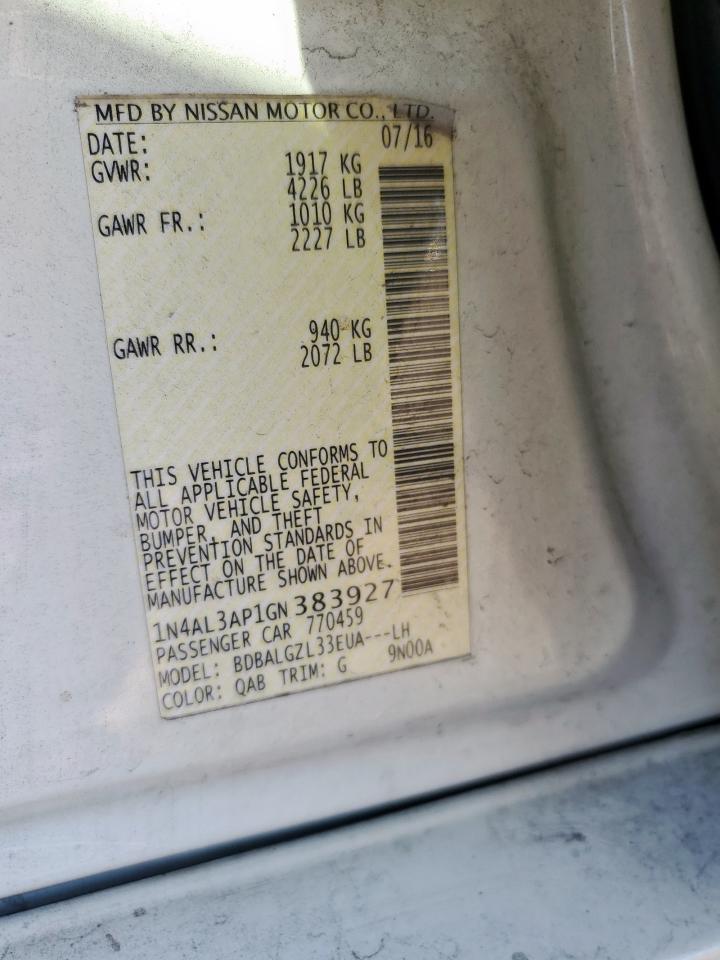 MFD BY NISSAN MOTOR CO., LTD.
DATE: 07/16
GVWR: 1917 KG
4226 LB
GAWR FR.: 1010 KG
2227 LB
GAWR RR.: 940 KG
2072 LB
THIS VEHICLE CONFORMS TO
ALL APPLICABLE FEDERAL
MOTOR VEHICLE SAFETY,
BUMPER, AND THEFT
PREVENTION STANDARDS IN
EFFECT ON THE DATE OF
MANUFACTURE SHOWN ABOVE.
1N4AL3AP1GN383927
PASSENGER CAR 770459
MODEL: BDBALGZL33EUA---LH
COLOR: QAB TRIM: G 9N00A